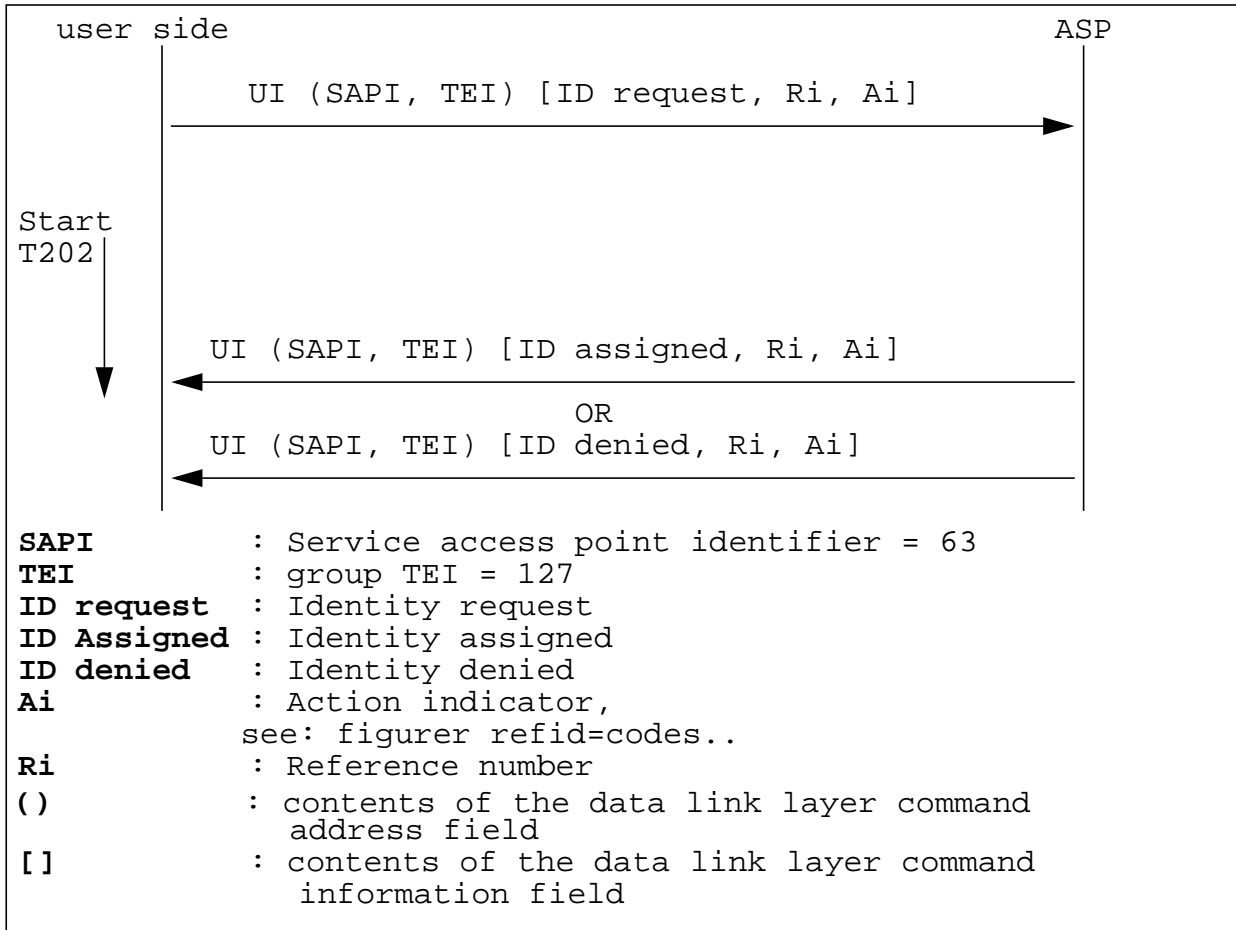 user side ASP
UI (SAPI, TEI) [ID request, Ri, Ai]
Start
T202
UI (SAPI, TEI) [ID assigned, Ri, Ai]
OR
UI (SAPI, TEI) [ID denied, Ri, Ai]
SAPI : Service access point identifier = 63
TEI : group TEI = 127
ID request : Identity request
ID Assigned : Identity assigned
ID denied : Identity denied
Ai : Action indicator,
see: figurer refid=codes..
Ri : Reference number
() : contents of the data link layer command
address field
[] : contents of the data link layer command
information field